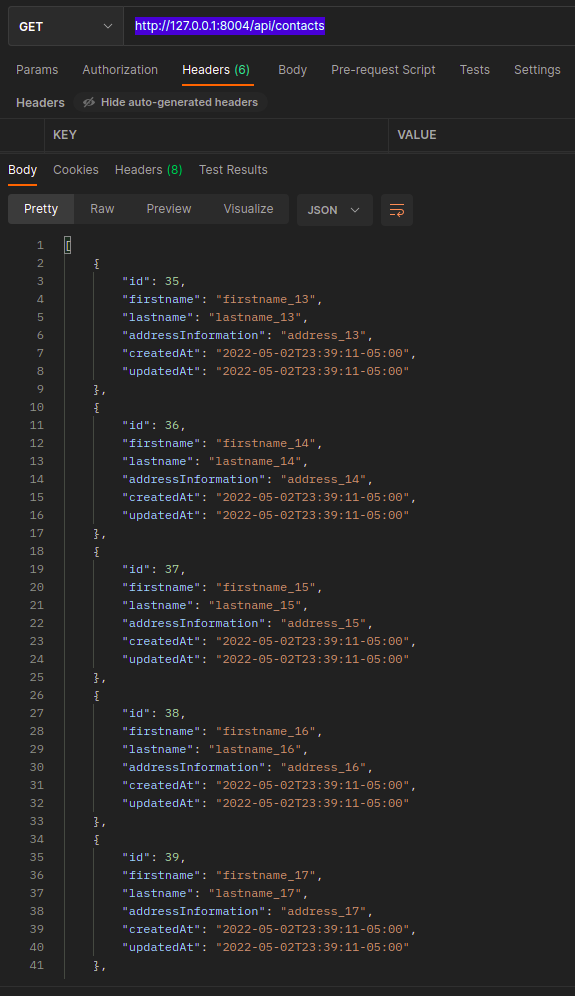 GET http://127.0.0.1:8004/api/contacts
Params Authorization Headers (6) Body Pre-request Script Tests Settings
Headers Hide auto-generated headers
KEY VALUE
Body Cookies Headers (8) Test Results
Pretty Raw Preview Visualize JSON
1 [
2 {
3 "id": 35,
4 "firstname": "firstname_13",
5 "lastname": "lastname_13",
6 "addressInformation": "address_13",
7 "createdAt": "2022-05-02T23:39:11-05:00",
8 "updatedAt": "2022-05-02T23:39:11-05:00"
9 },
10 {
11 "id": 36,
12 "firstname": "firstname_14",
13 "lastname": "lastname_14",
14 "addressInformation": "address_14",
15 "createdAt": "2022-05-02T23:39:11-05:00",
16 "updatedAt": "2022-05-02T23:39:11-05:00"
17 },
18 {
19 "id": 37,
20 "firstname": "firstname_15",
21 "lastname": "lastname_15",
22 "addressInformation": "address_15",
23 "createdAt": "2022-05-02T23:39:11-05:00",
24 "updatedAt": "2022-05-02T23:39:11-05:00"
25 },
26 {
27 "id": 38,
28 "firstname": "firstname_16",
29 "lastname": "lastname_16",
30 "addressInformation": "address_16",
31 "createdAt": "2022-05-02T23:39:11-05:00",
32 "updatedAt": "2022-05-02T23:39:11-05:00"
33 },
34 {
35 "id": 39,
36 "firstname": "firstname_17",
37 "lastname": "lastname_17",
38 "addressInformation": "address_17",
39 "createdAt": "2022-05-02T23:39:11-05:00",
40 "updatedAt": "2022-05-02T23:39:11-05:00"
41 },